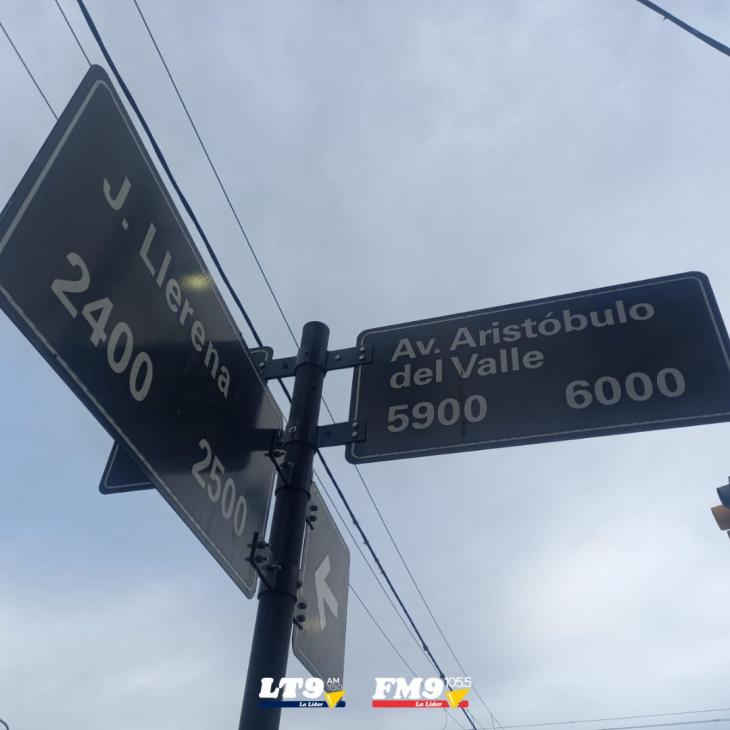 J. Llerena
2400 2500
Av. Aristóbulo
del Valle
5900 6000
LT9 AM
1150
La Líder
FM9 105.5
La Líder